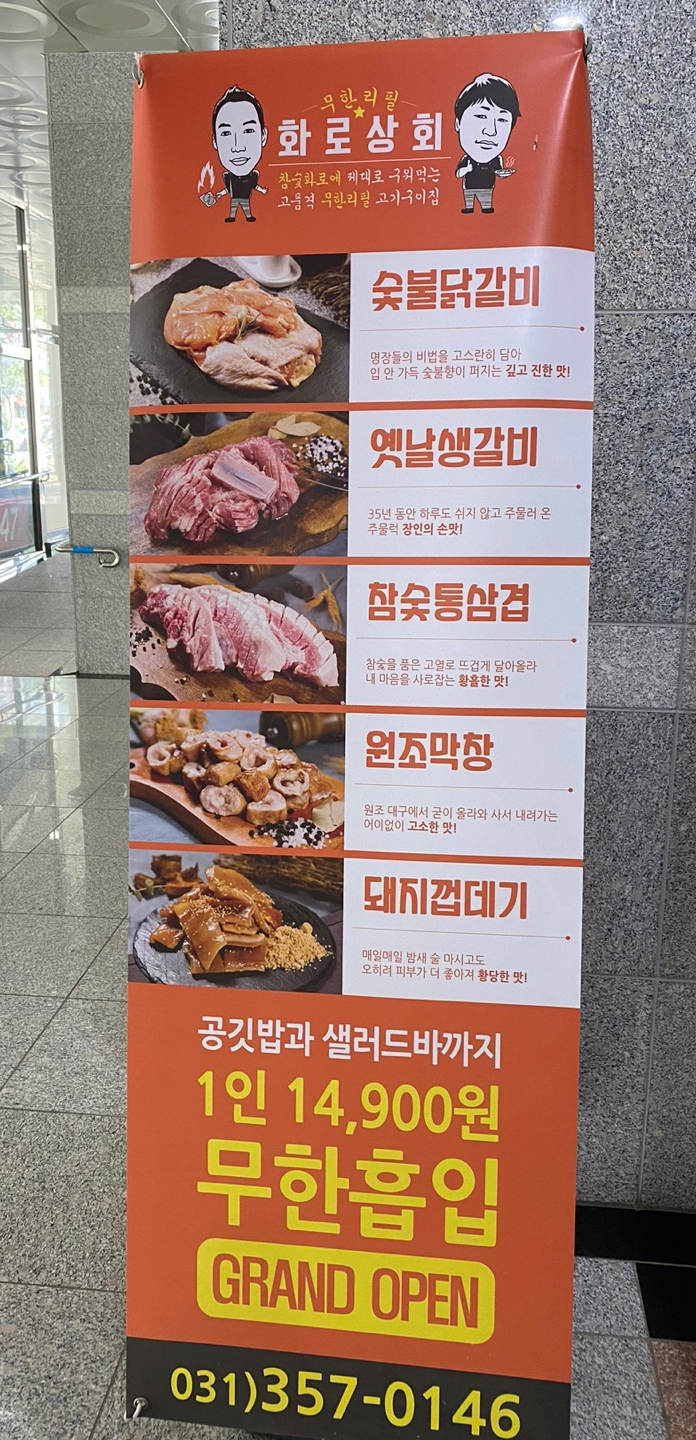 무한리필
화로상회
참숯화로에 제대로 구워먹는
고품격 무한리필 고기구이집
숯불닭갈비
명장들의 비법을 고스란히 담아
입 안 가득 숯불향이 퍼지는 깊고 진한 맛!
옛날생갈비
35년 동안 하루도 쉬지 않고 주물러 온
주물럭 장인의 손맛!
참숯통삼겹
참숯을 품은 고열로 뜨겁게 달아올라
내 마음을 사로잡는 황홀한 맛!
원조막창
원조 대구에서 굳이 올라와 사서 내려가는
어이없이 고소한 맛!
돼지껍데기
매일매일 밤새 술 마시고도
오히려 피부가 더 좋아져 황당한 맛!
공깃밥과 샐러드바까지
1인 14,900원
무한흡입
GRAND OPEN
031)357-0146
47